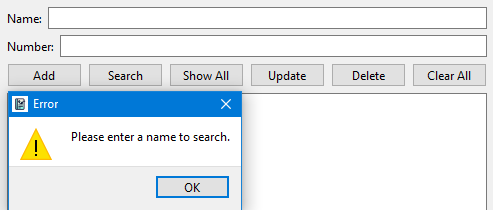 Name:
Number:
Add Search Show All Update Delete Clear All
Error
Please enter a name to search.
OK